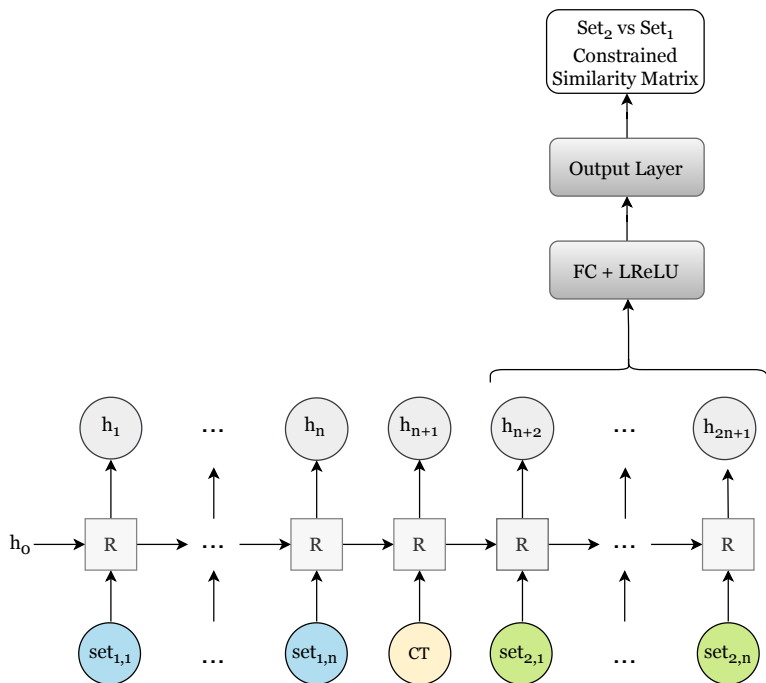 Set₂ vs Set₁
Constrained
Similarity Matrix
Output Layer
FC + LReLU
h₁ ... hₙ hₙ₊₁ hₙ₊₂ ... h₂ₙ₊₁
h₀ R ... R R R ... R
set₁,₁ ... set₁,ₙ CT set₂,₁ ... set₂,ₙ